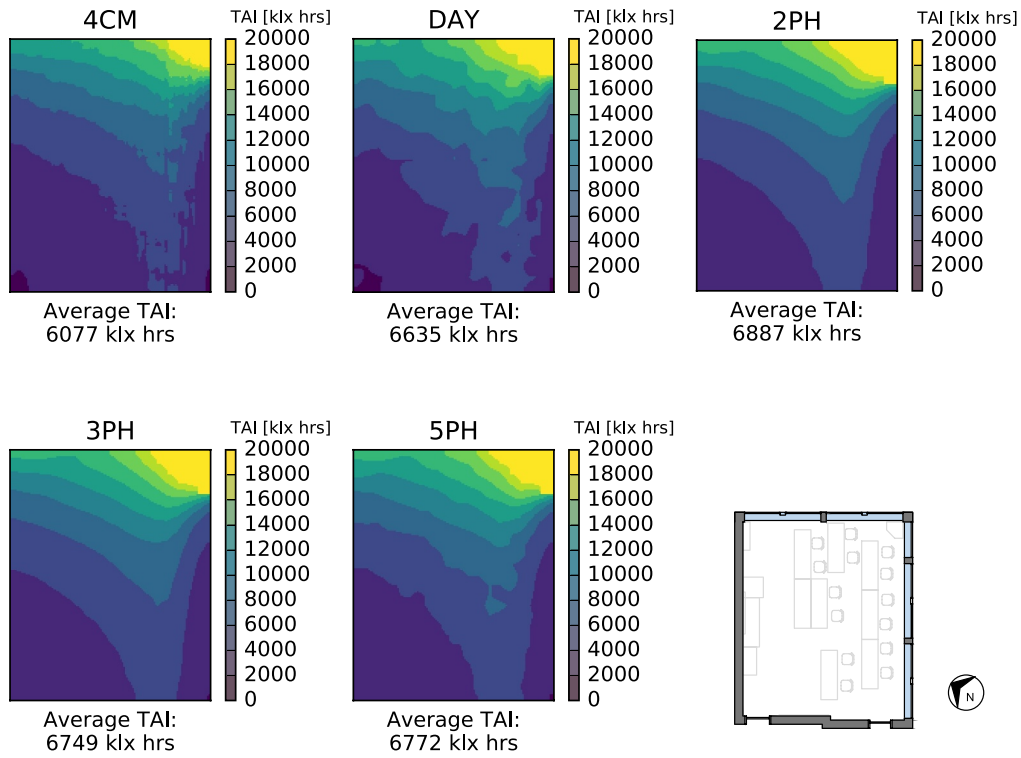 4CM
TAI [klx hrs]
20000
18000
16000
14000
12000
10000
8000
6000
4000
2000
0
Average TAI:
6077 klx hrs
DAY
TAI [klx hrs]
20000
18000
16000
14000
12000
10000
8000
6000
4000
2000
0
Average TAI:
6635 klx hrs
2PH
TAI [klx hrs]
20000
18000
16000
14000
12000
10000
8000
6000
4000
2000
0
Average TAI:
6887 klx hrs
3PH
TAI [klx hrs]
20000
18000
16000
14000
12000
10000
8000
6000
4000
2000
0
Average TAI:
6749 klx hrs
5PH
TAI [klx hrs]
20000
18000
16000
14000
12000
10000
8000
6000
4000
2000
0
Average TAI:
6772 klx hrs
N